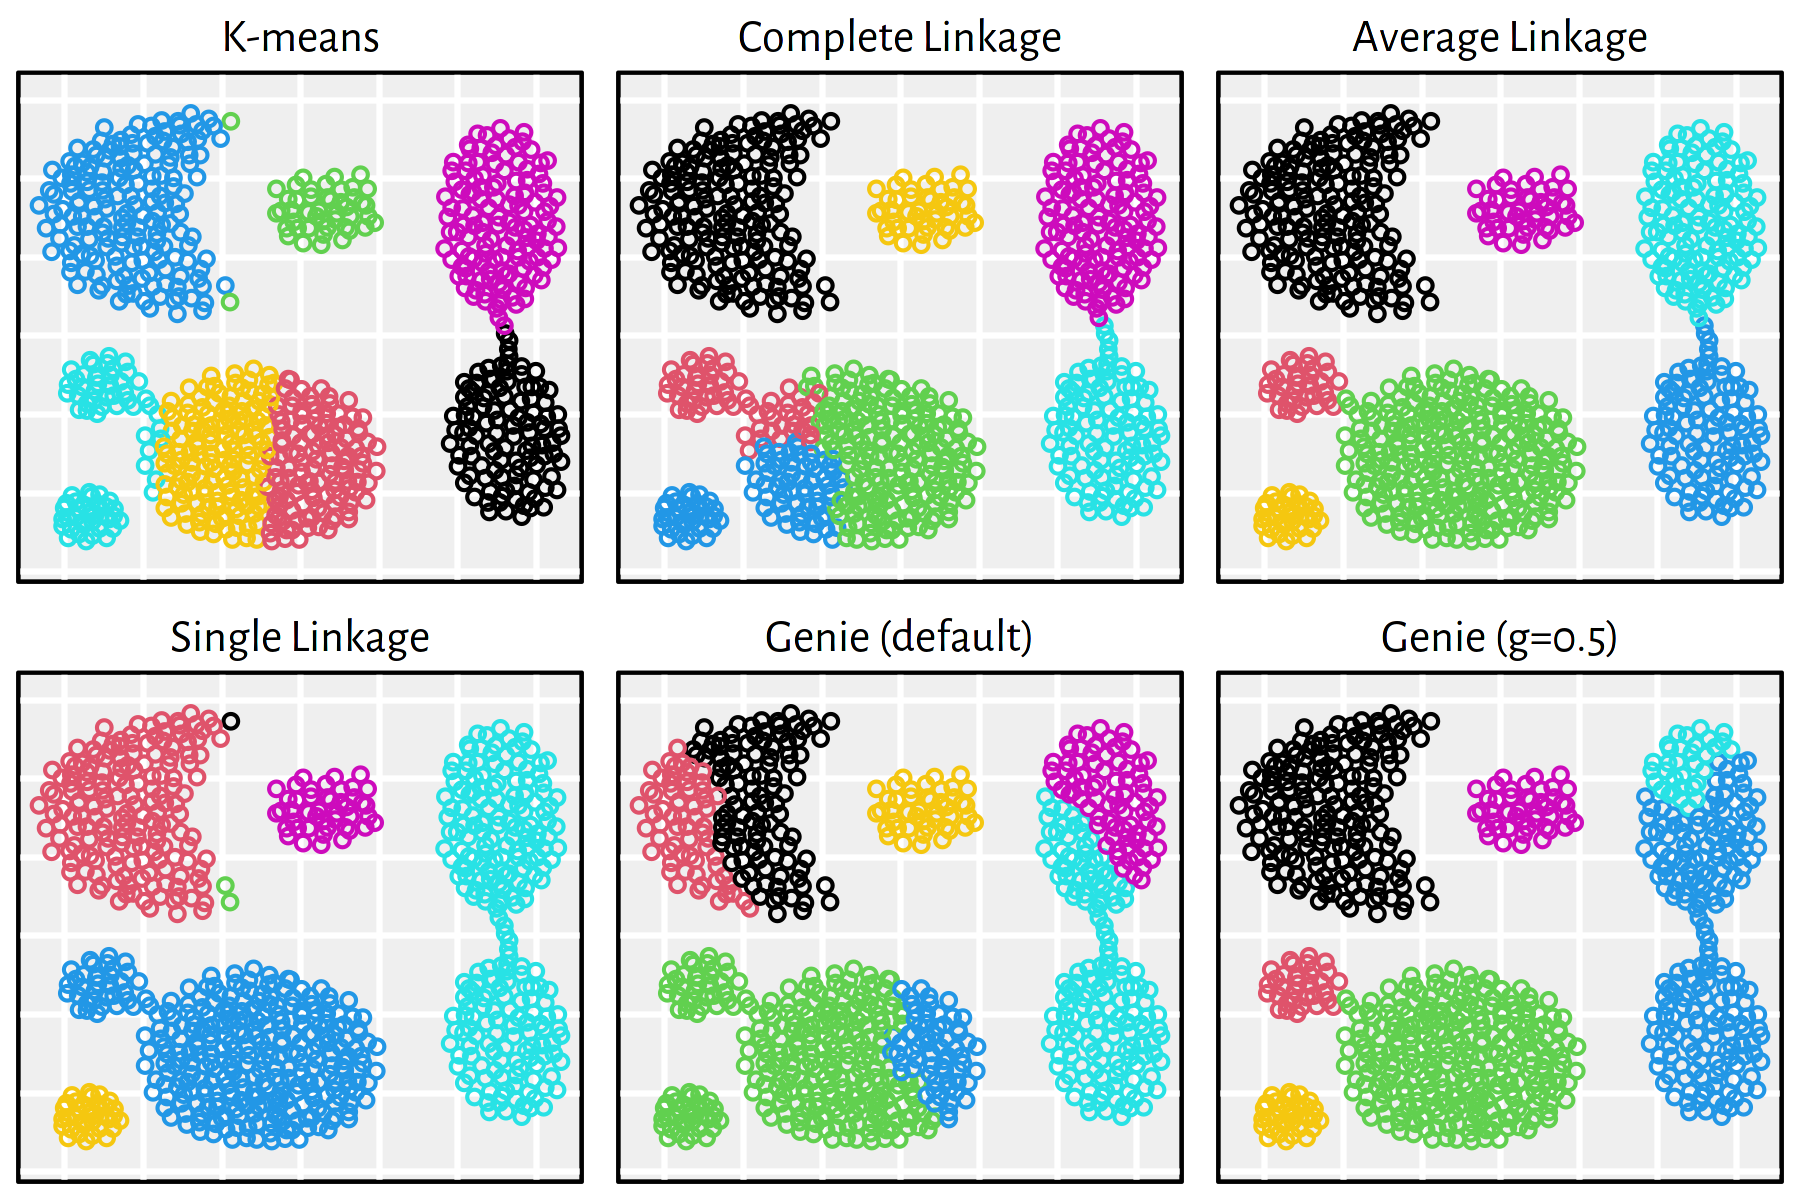 K-means
Complete Linkage
Average Linkage
Single Linkage
Genie (default)
Genie (g=0.5)